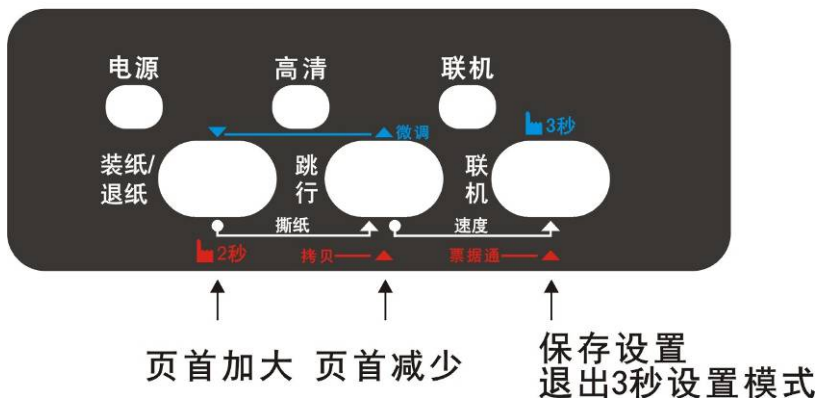 电源 高清 联机
微调 3秒
装纸/ 跳 联
退纸 行 机
撕纸 速度
2秒 拷贝 票据通
页首加大 页首减少 保存设置
退出3秒设置模式